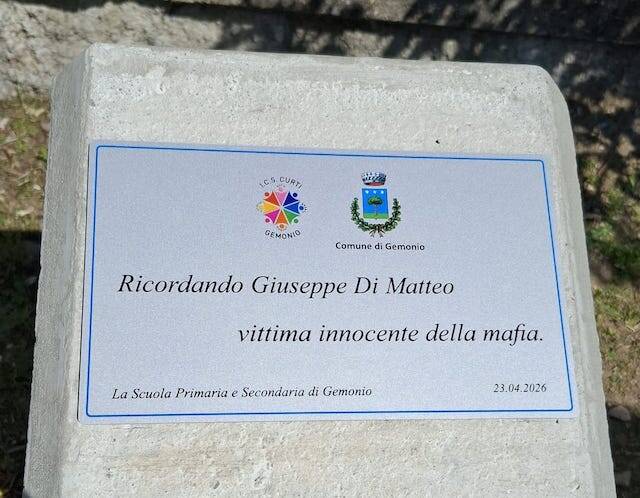 I.C.S. CURTI
GEMONIO
Comune di Gemonio
Ricordando Giuseppe Di Matteo
vittima innocente della mafia.
La Scuola Primaria e Secondaria di Gemonio
23.04.2026